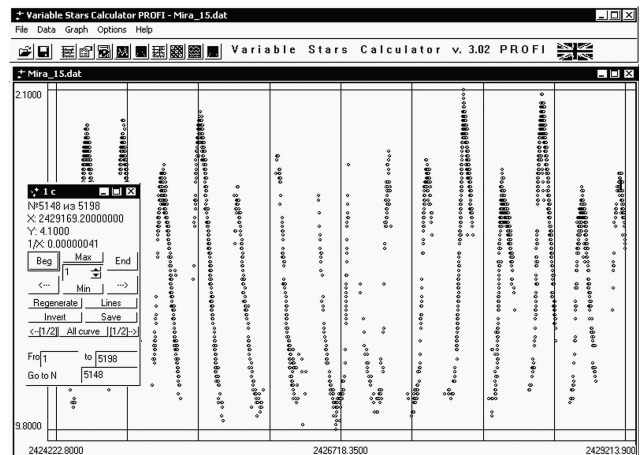 Variable Stars Calculator PROFI - Mira_15.dat
File Data Graph Options Help
Variable Stars Calculator v. 3.02 PROFI
Mira_15.dat
2.1000
1 c
№5148 из 5198
X: 2429169.20000000
Y: 4.1000
1/X: 0.00000041
Beg Max End
1
<--- Min --->
Regenerate Lines
Invert Save
<--[1/2] All curve [1/2]-->
Fro 1 to 5198
Go to N 5148
9.8000
2424222.8000 2426718.3500 2429213.900